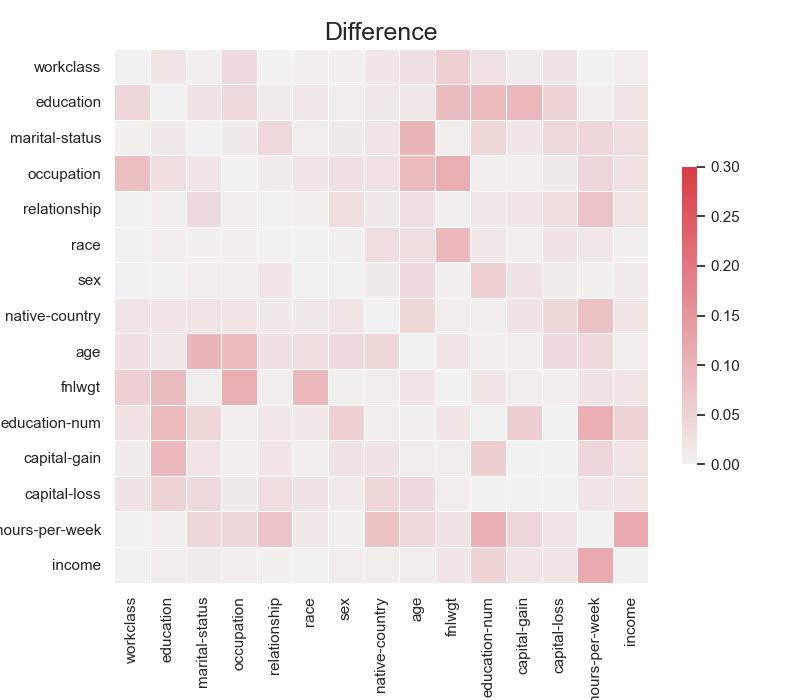 Difference
workclass
education
marital-status
occupation
relationship
race
sex
native-country
age
fnlwgt
education-num
capital-gain
capital-loss
hours-per-week
income
0.30
0.25
0.20
0.15
0.10
0.05
0.00
workclass
education
marital-status
occupation
relationship
race
sex
native-country
age
fnlwgt
education-num
capital-gain
capital-loss
hours-per-week
income